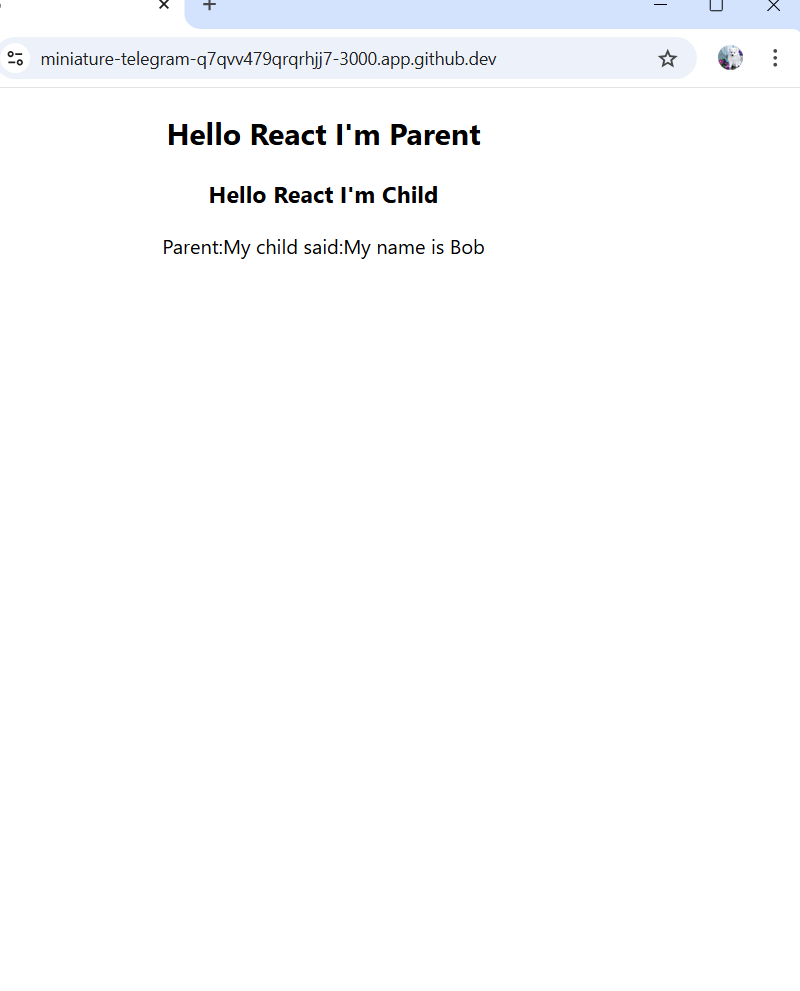 miniature-telegram-q7qvv479qrqrhjj7-3000.app.github.dev
Hello React I'm Parent
Hello React I'm Child
Parent:My child said:My name is Bob